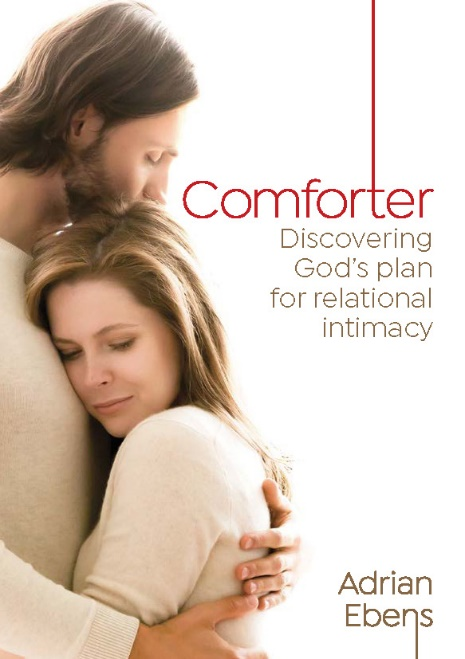 Comforter
Discovering
God's plan
for relational
intimacy
Adrian
Ebens